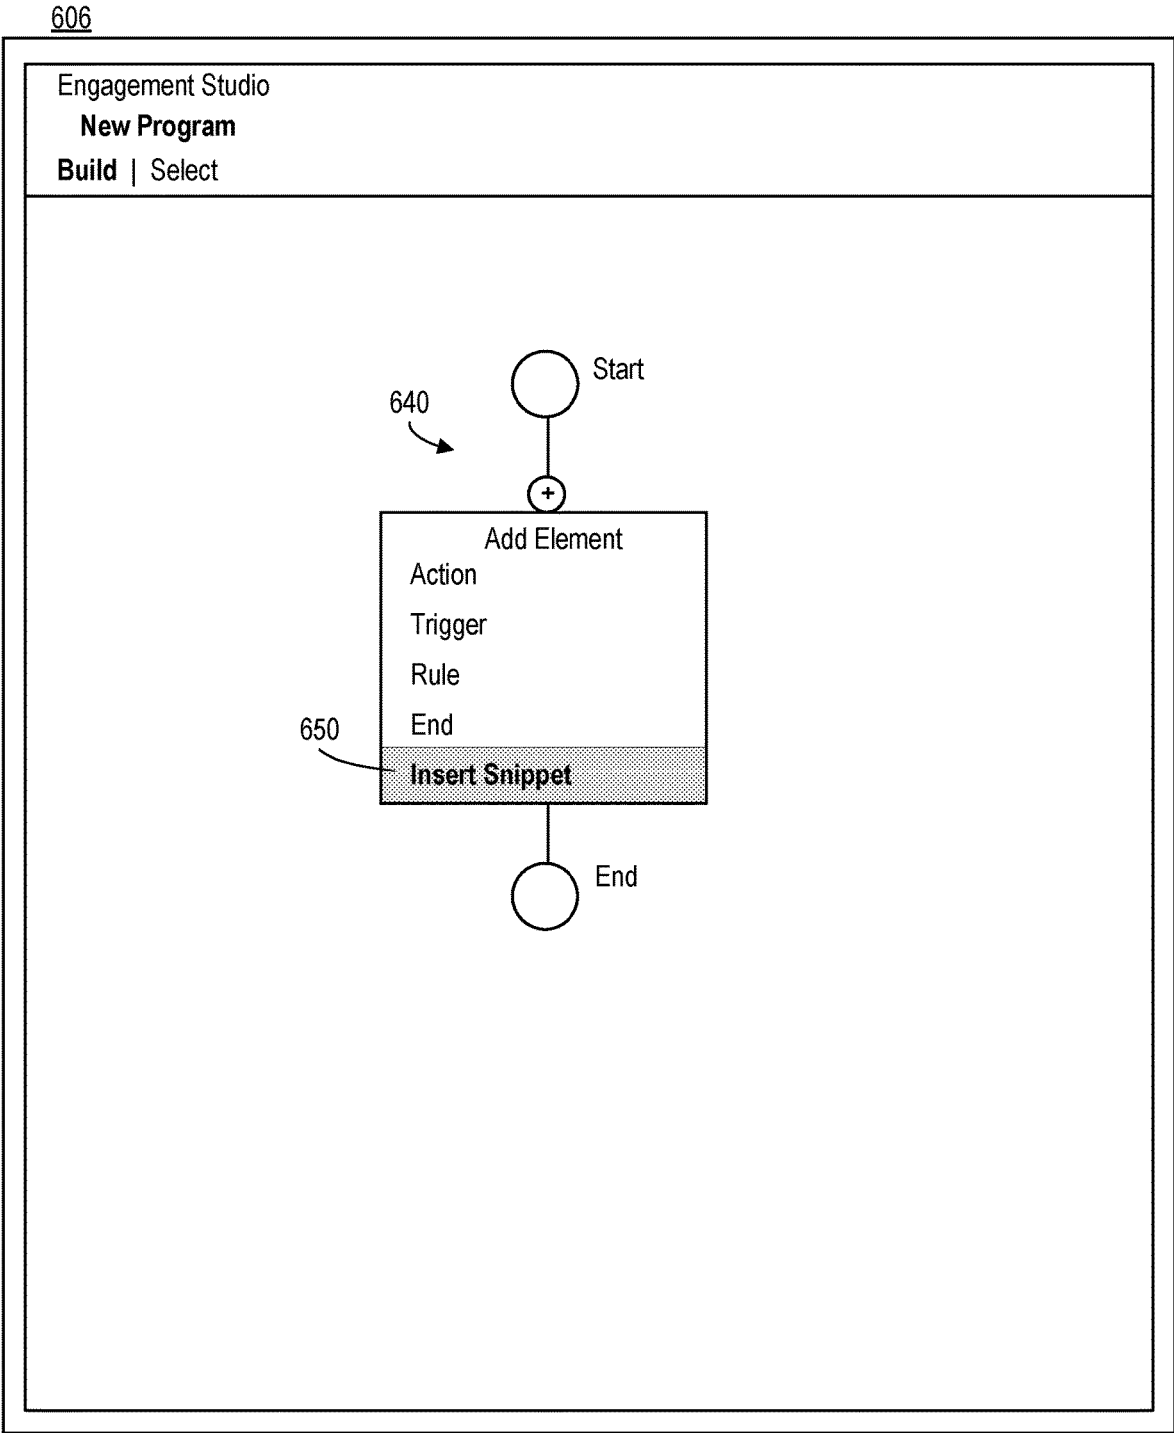 606
Engagement Studio
New Program
Build | Select
Start
640
+
Add Element
Action
Trigger
Rule
End
650
Insert Snippet
End